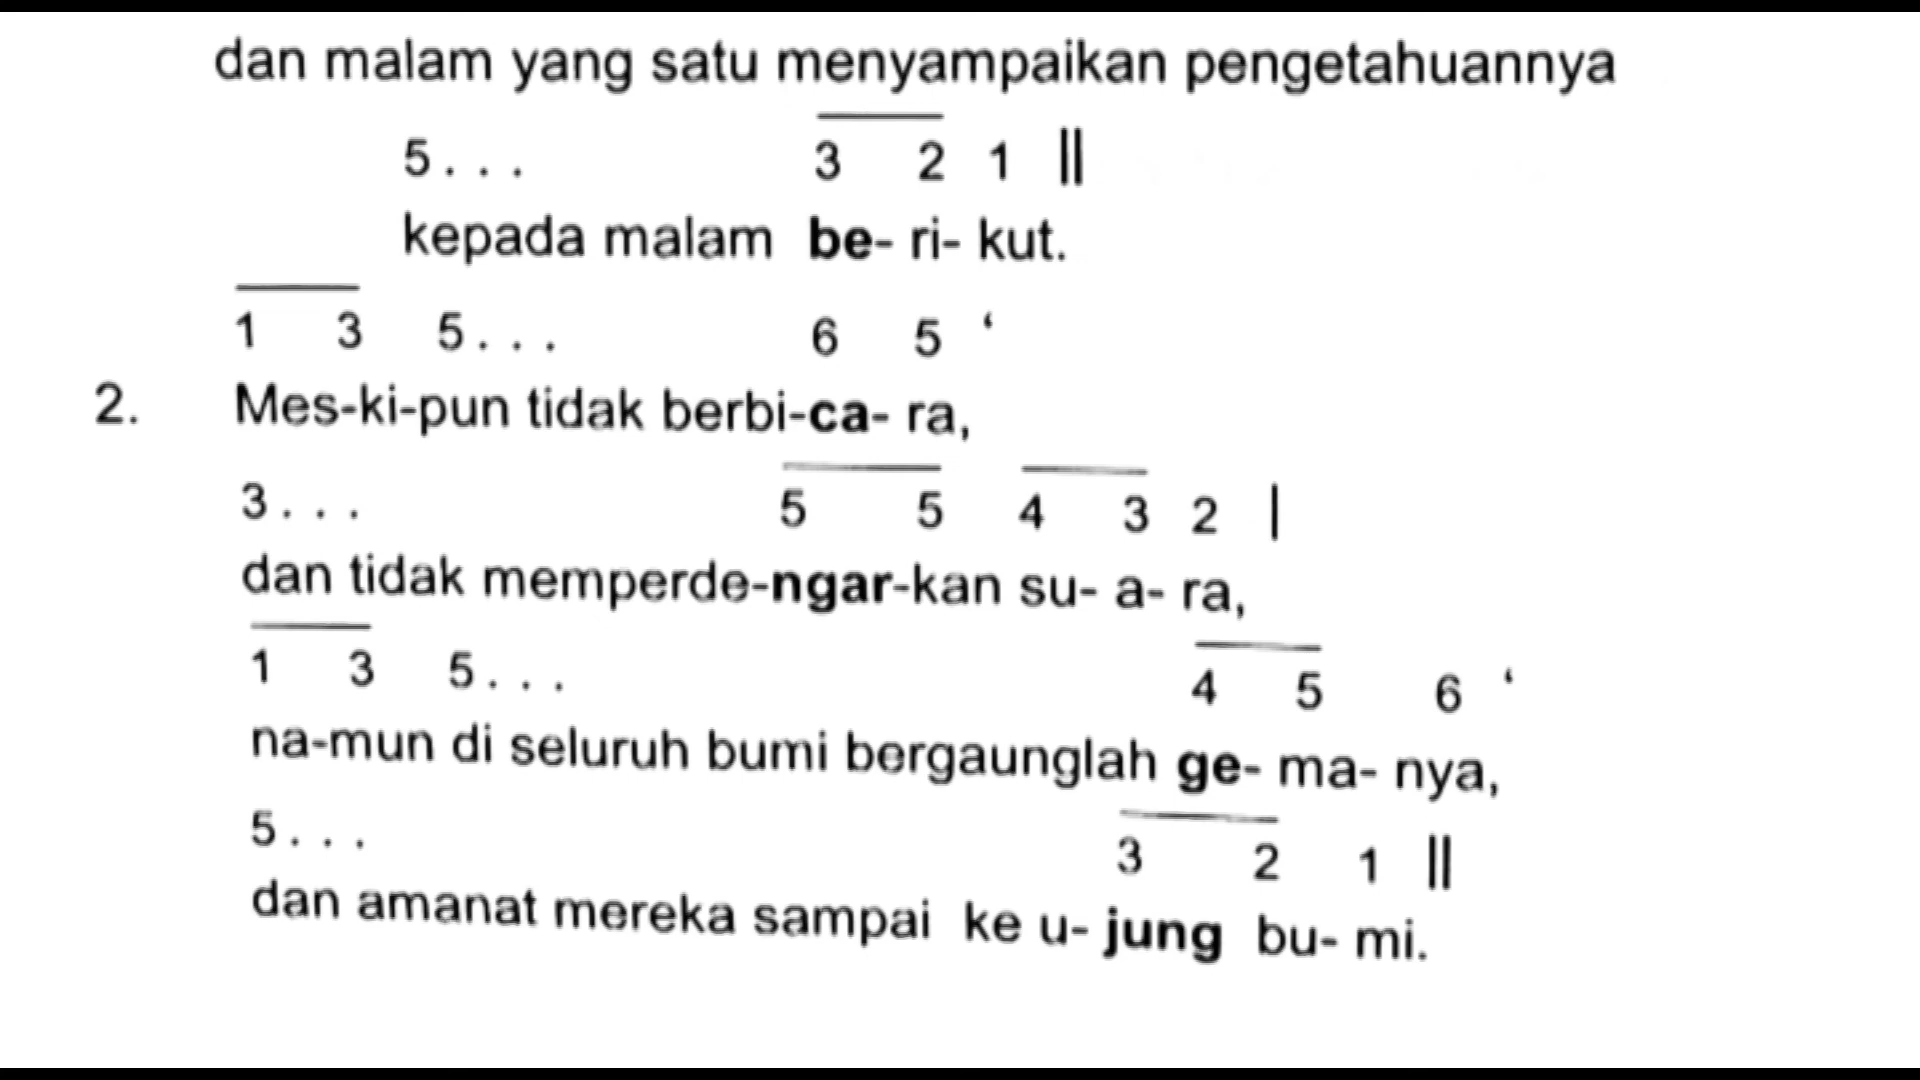 dan malam yang satu menyampaikan pengetahuannya
5 . . . 3 2 1 ||
kepada malam be- ri- kut.
1 3 5 . . . 6 5 ‘
2. Mes-ki-pun tidak berbi-ca- ra,
3 . . . 5 5 4 3 2 |
dan tidak memperde-ngar-kan su- a- ra,
1 3 5 . . . 4 5 6 ‘
na-mun di seluruh bumi bergaunglah ge- ma- nya,
5 . . . 3 2 1 ||
dan amanat mereka sampai ke u- jung bu- mi.